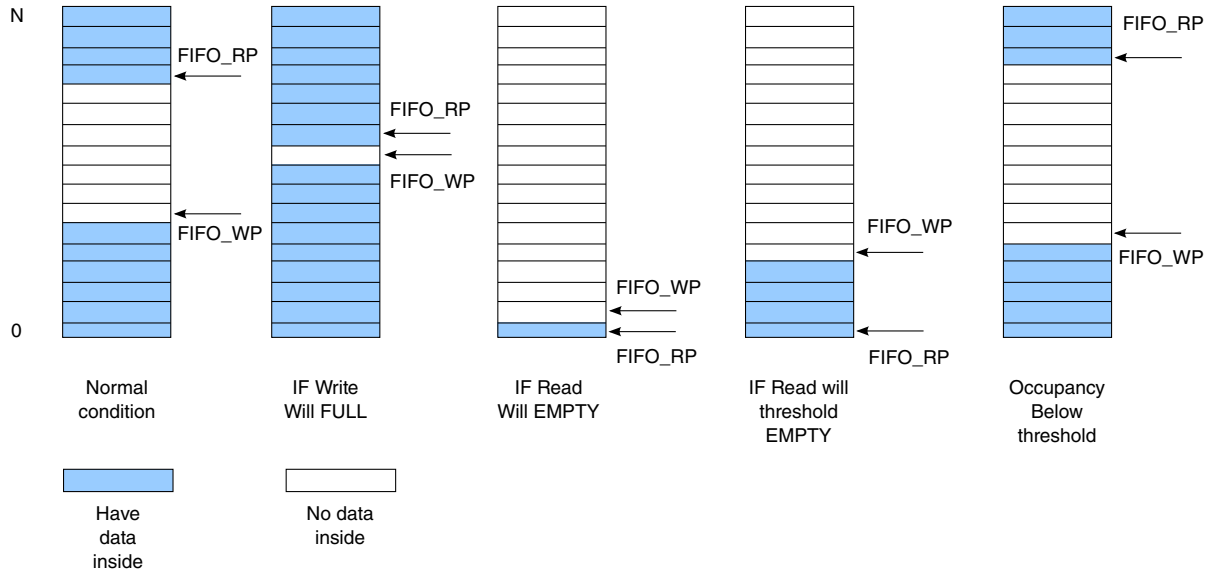 N
FIFO_RP
FIFO_WP
0
FIFO_RP
FIFO_WP
FIFO_WP
FIFO_RP
FIFO_WP
FIFO_RP
FIFO_RP
FIFO_WP
Normal
condition
IF Write
Will FULL
IF Read
Will EMPTY
IF Read will
threshold
EMPTY
Occupancy
Below
threshold
Have
data
inside
No data
inside